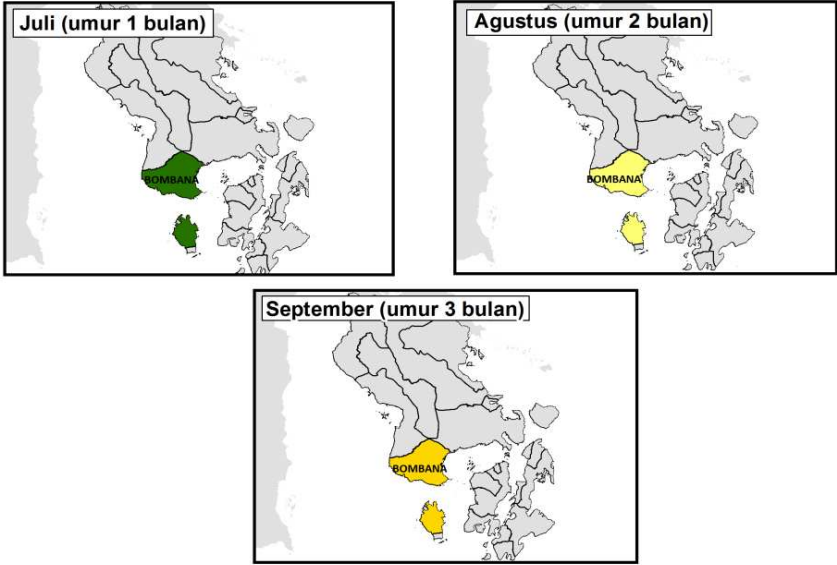 Juli (umur 1 bulan)
BOMBANA
Agustus (umur 2 bulan)
BOMBANA
September (umur 3 bulan)
BOMBANA